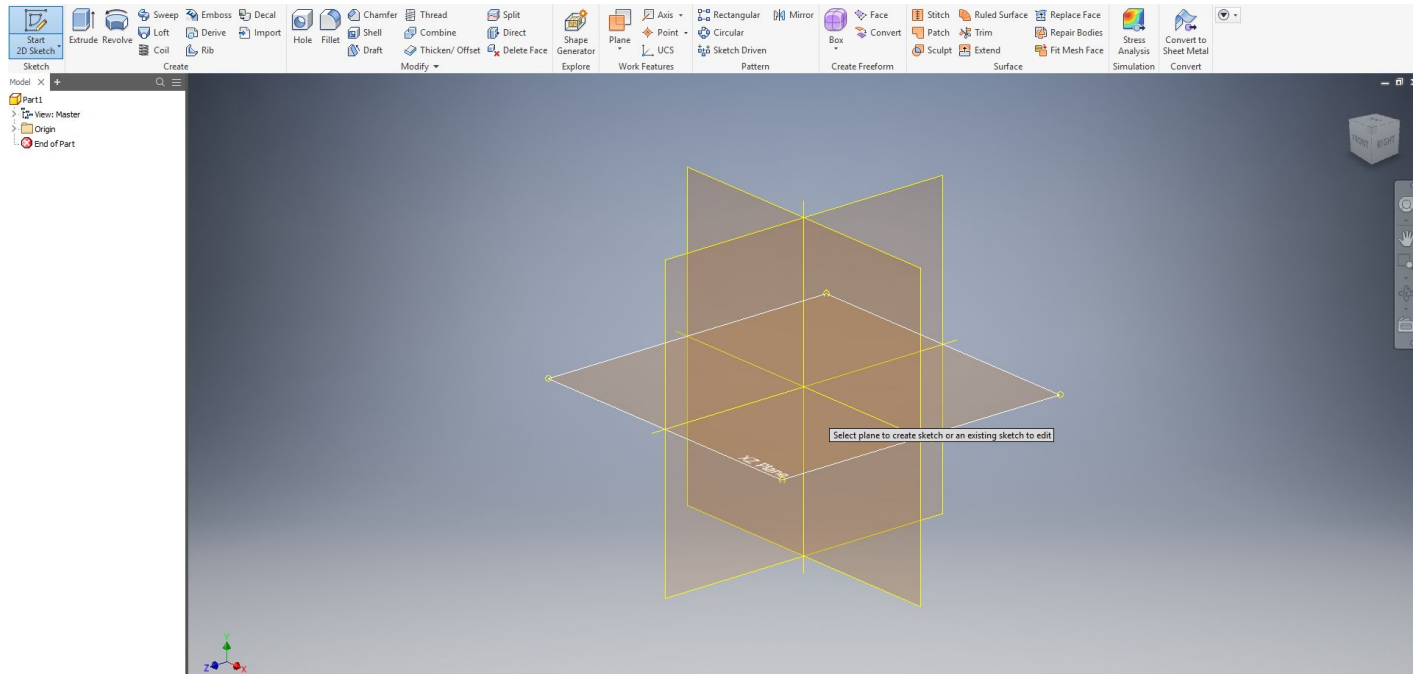 Start
2D Sketch
Sketch
Extrude
Revolve
Sweep
Loft
Coil
Emboss
Derive
Rib
Decal
Import
Create
Hole
Fillet
Chamfer
Shell
Draft
Thread
Combine
Thicken/ Offset
Split
Direct
Delete Face
Modify
Shape
Generator
Explore
Plane
Axis
Point
UCS
Work Features
Rectangular
Circular
Sketch Driven
Mirror
Pattern
Box
Face
Convert
Create Freeform
Stitch
Patch
Sculpt
Ruled Surface
Trim
Extend
Replace Face
Repair Bodies
Fit Mesh Face
Surface
Stress
Analysis
Simulation
Convert to
Sheet Metal
Convert
Model
Part1
View: Master
Origin
End of Part
FRONT
RIGHT
Select plane to create sketch or an existing sketch to edit
XZ Plane
Y
Z
X